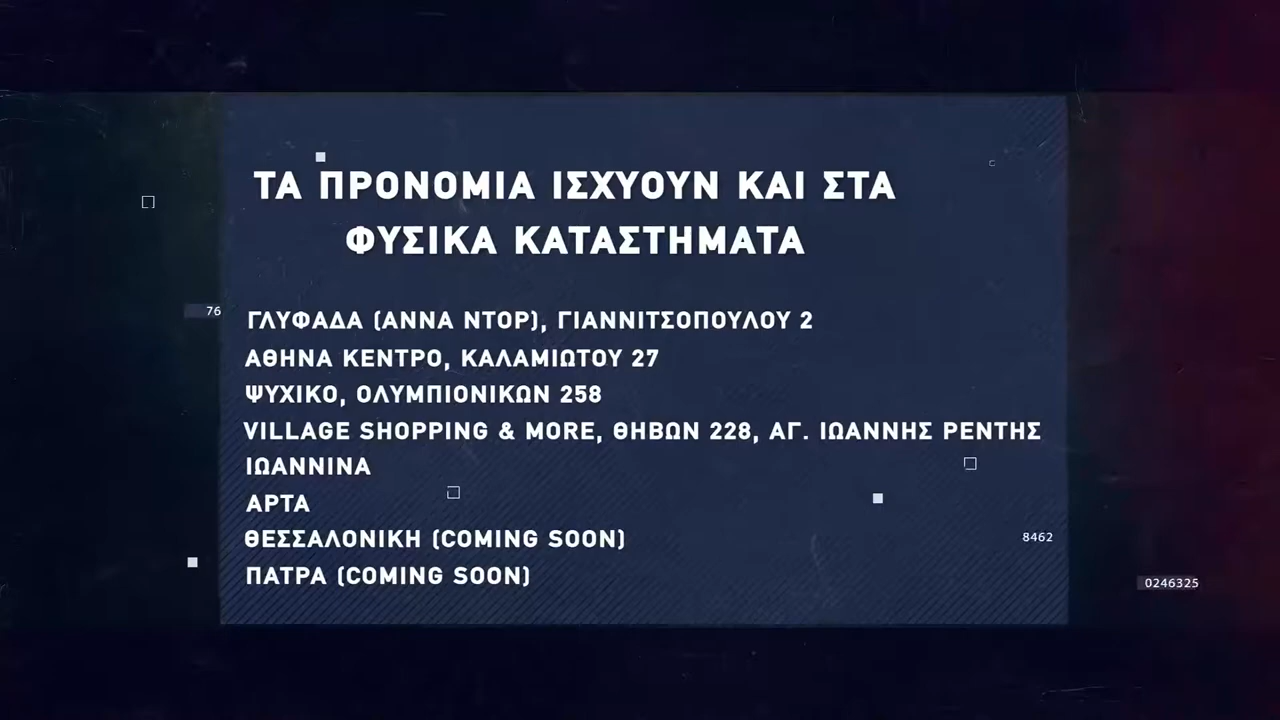 ΤΑ ΠΡΟΝΟΜΙΑ ΙΣΧΥΟΥΝ ΚΑΙ ΣΤΑ
ΦΥΣΙΚΑ ΚΑΤΑΣΤΗΜΑΤΑ
76
ΓΛΥΦΑΔΑ (ΑΝΝΑ ΝΤΟΡ), ΓΙΑΝΝΙΤΣΟΠΟΥΛΟΥ 2
ΑΘΗΝΑ ΚΕΝΤΡΟ, ΚΑΛΑΜΙΩΤΟΥ 27
ΨΥΧΙΚΟ, ΟΛΥΜΠΙΟΝΙΚΩΝ 258
VILLAGE SHOPPING & MORE, ΘΗΒΩΝ 228, ΑΓ. ΙΩΑΝΝΗΣ ΡΕΝΤΗΣ
ΙΩΑΝΝΙΝΑ
ΑΡΤΑ
ΘΕΣΣΑΛΟΝΙΚΗ (COMING SOON)
8462
ΠΑΤΡΑ (COMING SOON)
0246325